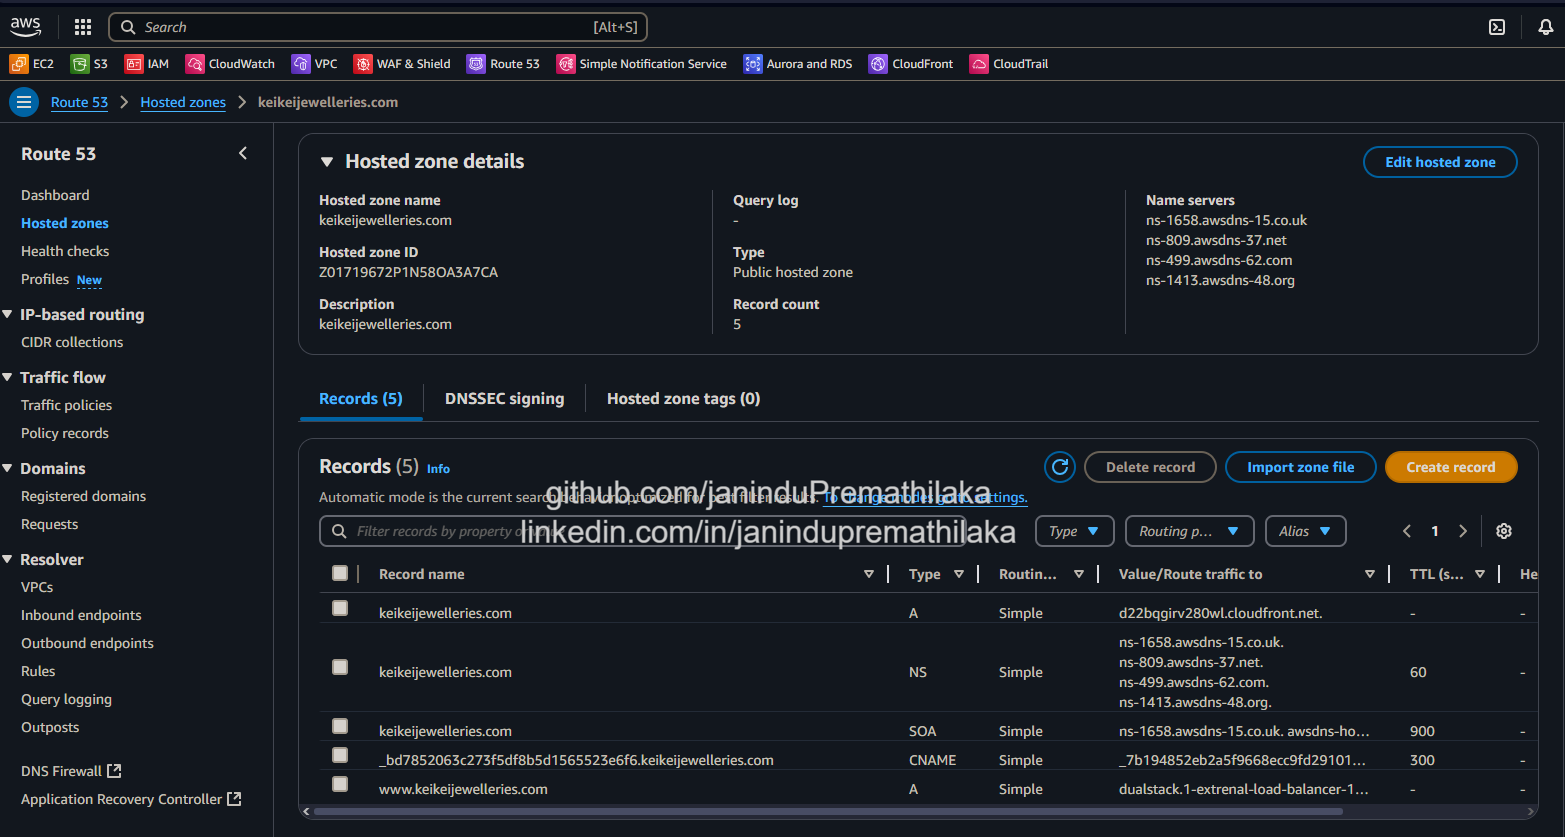 aws
Search [Alt+S]
EC2 S3 IAM CloudWatch VPC WAF & Shield Route 53 Simple Notification Service Aurora and RDS CloudFront CloudTrail
Route 53 Hosted zones keikeijewelleries.com
Route 53
Dashboard
Hosted zones
Health checks
Profiles New
IP-based routing
CIDR collections
Traffic flow
Traffic policies
Policy records
Domains
Registered domains
Requests
Resolver
VPCs
Inbound endpoints
Outbound endpoints
Rules
Query logging
Outposts
DNS Firewall
Application Recovery Controller
Hosted zone details
Edit hosted zone
Hosted zone name
keikeijewelleries.com
Hosted zone ID
Z01719672P1N58OA3A7CA
Description
keikeijewelleries.com
Query log
-
Type
Public hosted zone
Record count
5
Name servers
ns-1658.awsdns-15.co.uk
ns-809.awsdns-37.net
ns-499.awsdns-62.com
ns-1413.awsdns-48.org
Records (5) DNSSEC signing Hosted zone tags (0)
Records (5) Info
Delete record Import zone file Create record
Automatic mode is the current search behavior optimized for best filter results. To change modes go to settings.
github.com/janinduPremathilaka
Filter records by property or
linkedin.com/in/janindupremathilaka
Type Routing p... Alias 1
Record name Type Routin... Value/Route traffic to TTL (s... He
keikeijewelleries.com A Simple d22bqgirv280wl.cloudfront.net. - -
keikeijewelleries.com NS Simple ns-1658.awsdns-15.co.uk.
ns-809.awsdns-37.net.
ns-499.awsdns-62.com.
ns-1413.awsdns-48.org. 60 -
keikeijewelleries.com SOA Simple ns-1658.awsdns-15.co.uk. awsdns-ho... 900 -
_bd7852063c273f5df8b5d1565523e6f6.keikeijewelleries.com CNAME Simple _7b194852eb2a5f9668ecc9fd29101... 300 -
www.keikeijewelleries.com A Simple dualstack.1-extrenal-load-balancer-1... - -